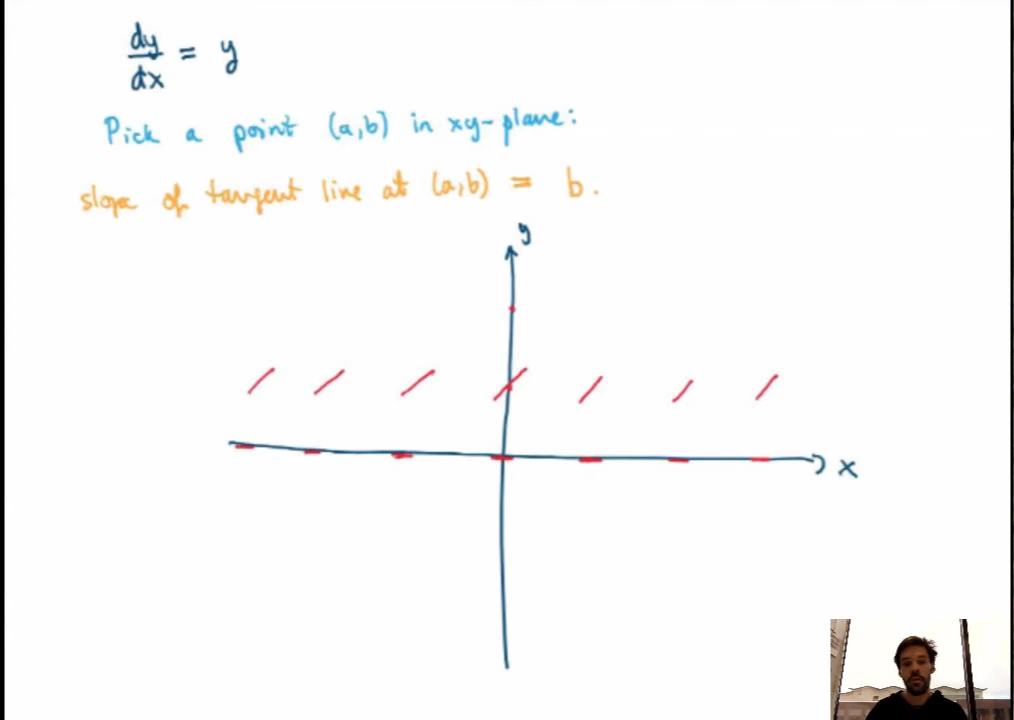 dy/dx = y
Pick a point (a,b) in xy-plane:
slope of tangent line at (a,b) = b.
y
x